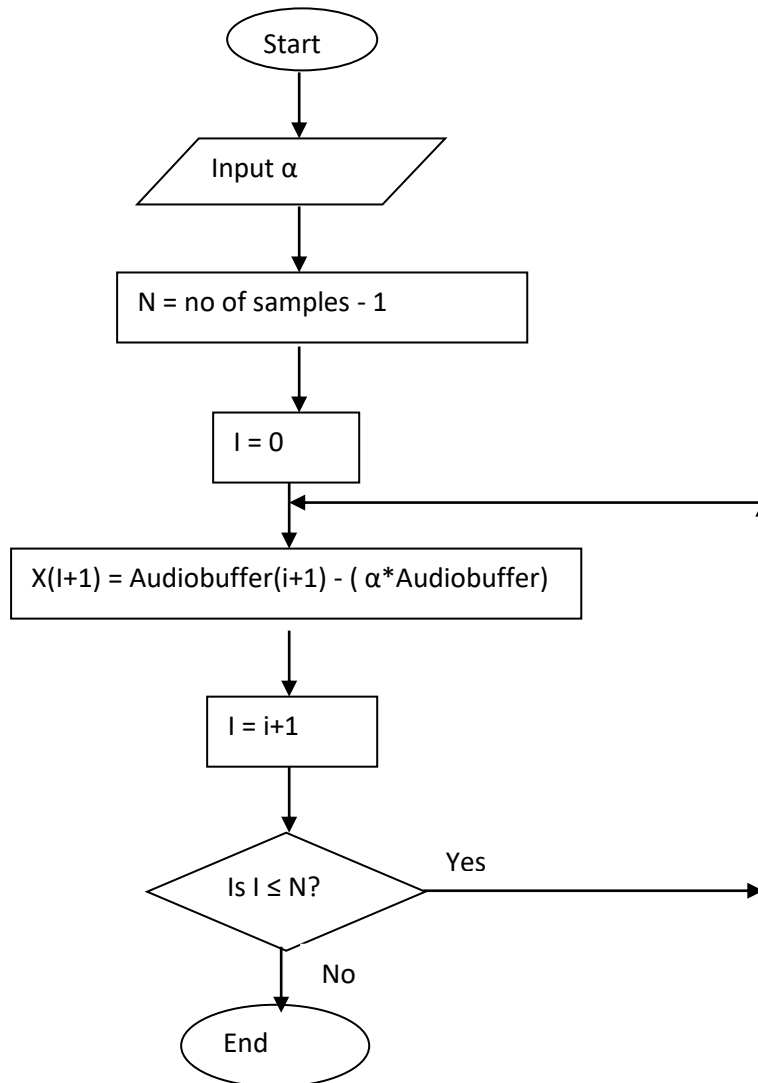 Start
Input α
N = no of samples - 1
I = 0
X(I+1) = Audiobuffer(i+1) - ( α*Audiobuffer)
I = i+1
Is I ≤ N?
Yes
No
End